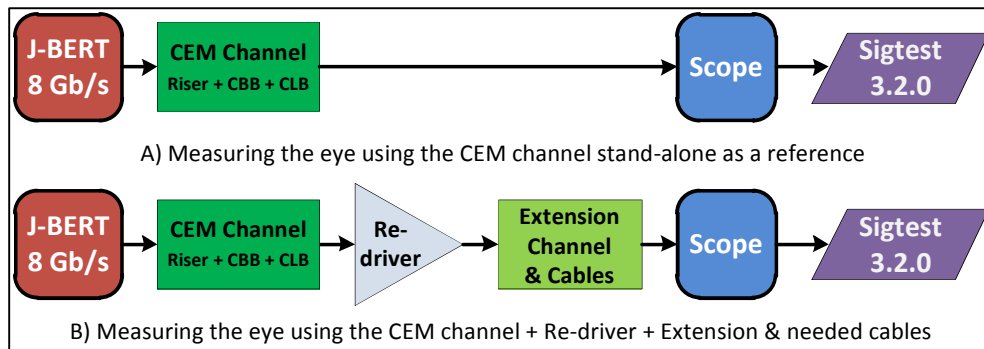 J-BERT
8 Gb/s
CEM Channel
Riser + CBB + CLB
Scope
Sigtest
3.2.0
A) Measuring the eye using the CEM channel stand-alone as a reference
J-BERT
8 Gb/s
CEM Channel
Riser + CBB + CLB
Re-
driver
Extension
Channel
& Cables
Scope
Sigtest
3.2.0
B) Measuring the eye using the CEM channel + Re-driver + Extension & needed cables